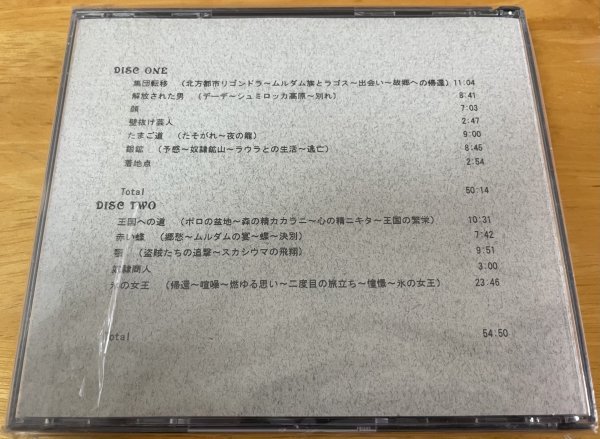 DISC ONE
集団転移 (北方都市リゴンドラ～ムルダム族とラゴス～出会い～故郷への帰還) 11:04
解放された男 (デーデ～シュミロッカ高原～別れ) 8:41
顔 7:03
壁抜け芸人 2:47
たまご道 (たそがれ～夜の龍) 9:00
銀鉱 (予感～奴隷鉱山～ラウラとの生活～逃亡) 8:45
着地点 2:54
Total 50:14
DISC TWO
王国への道 (ボロの盆地～森の精カカラニ～心の精ニキタ～王国の繁栄) 10:31
赤い蝶 (郷愁～ムルダムの宴～蝶～決別) 7:42
顎 (盗賊たちの追撃～スカシウマの飛翔) 9:51
奴隷商人 3:00
氷の女王 (帰還～喧噪～燃ゆる思い～二度目の旅立ち～憧憬～氷の女王) 23:46
Total 54:50